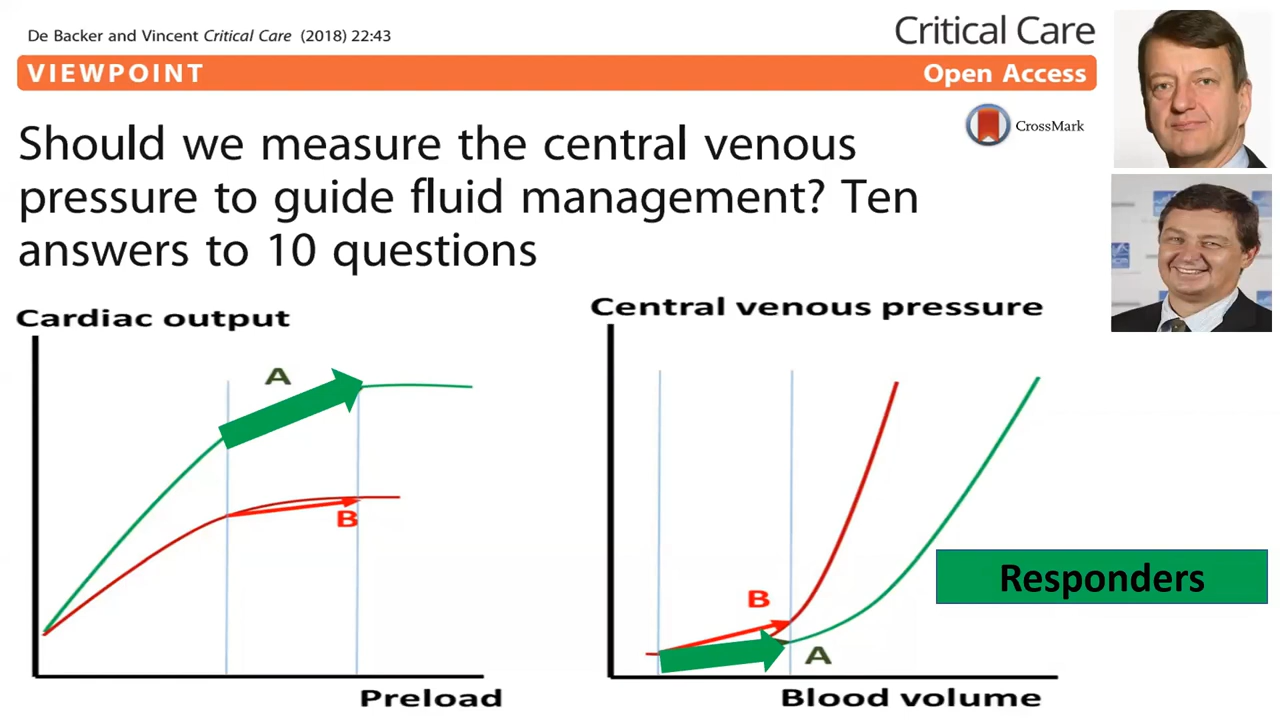 De Backer and Vincent Critical Care (2018) 22:43
Critical Care
VIEWPOINT
Open Access
CrossMark
Should we measure the central venous
pressure to guide fluid management? Ten
answers to 10 questions
Cardiac output
A
B
Preload
Central venous pressure
B
A
Blood volume
Responders